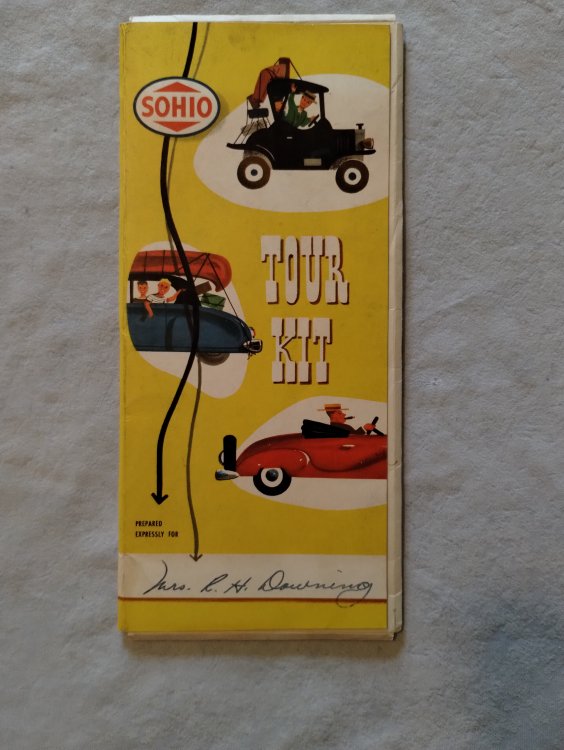 SOHIO
TOUR
KIT
PREPARED
EXPRESSLY FOR
Mrs. R. H. Downing